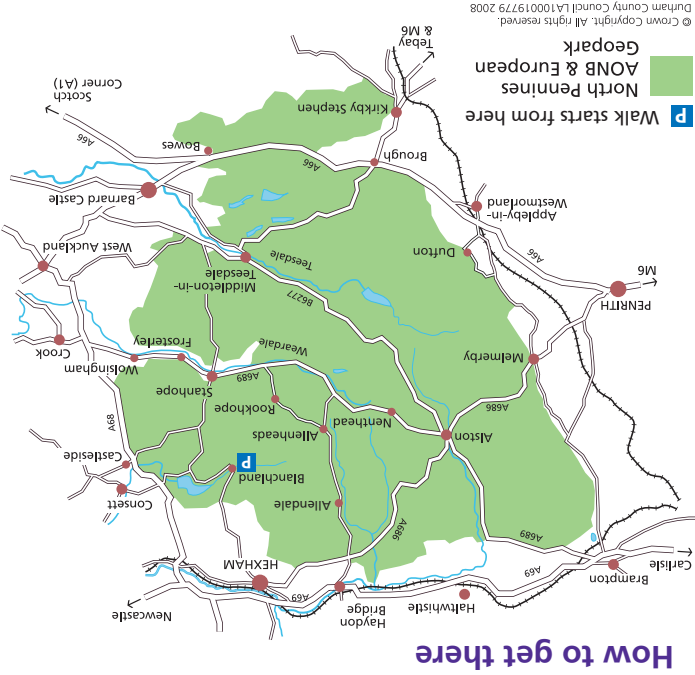 How to get there
Newcastle
Haydon
Bridge
Haltwhistle
Brampton
Carlisle
A69
A69
HEXHAM
A689
A686
Allendale
Blanchland
P
Consett
Castleside
A68
Alston
Nenthead
Allenheads
Rookhope
A686
A689
Stanhope
Wolsingham
Crook
Frosterley
Weardale
Melmerby
PENRITH
M6
B6277
Middleton-in-
Teesdale
Teesdale
West Auckland
Dufton
A66
Appleby-in-
Westmorland
Barnard Castle
Brough
A66
Bowes
A66
Kirkby Stephen
Scotch
Corner (A1)
Tebay
& M6
P Walk starts from here
North Pennines
AONB & European
Geopark
© Crown Copyright. All rights reserved.
Durham County Council LA100019779 2008